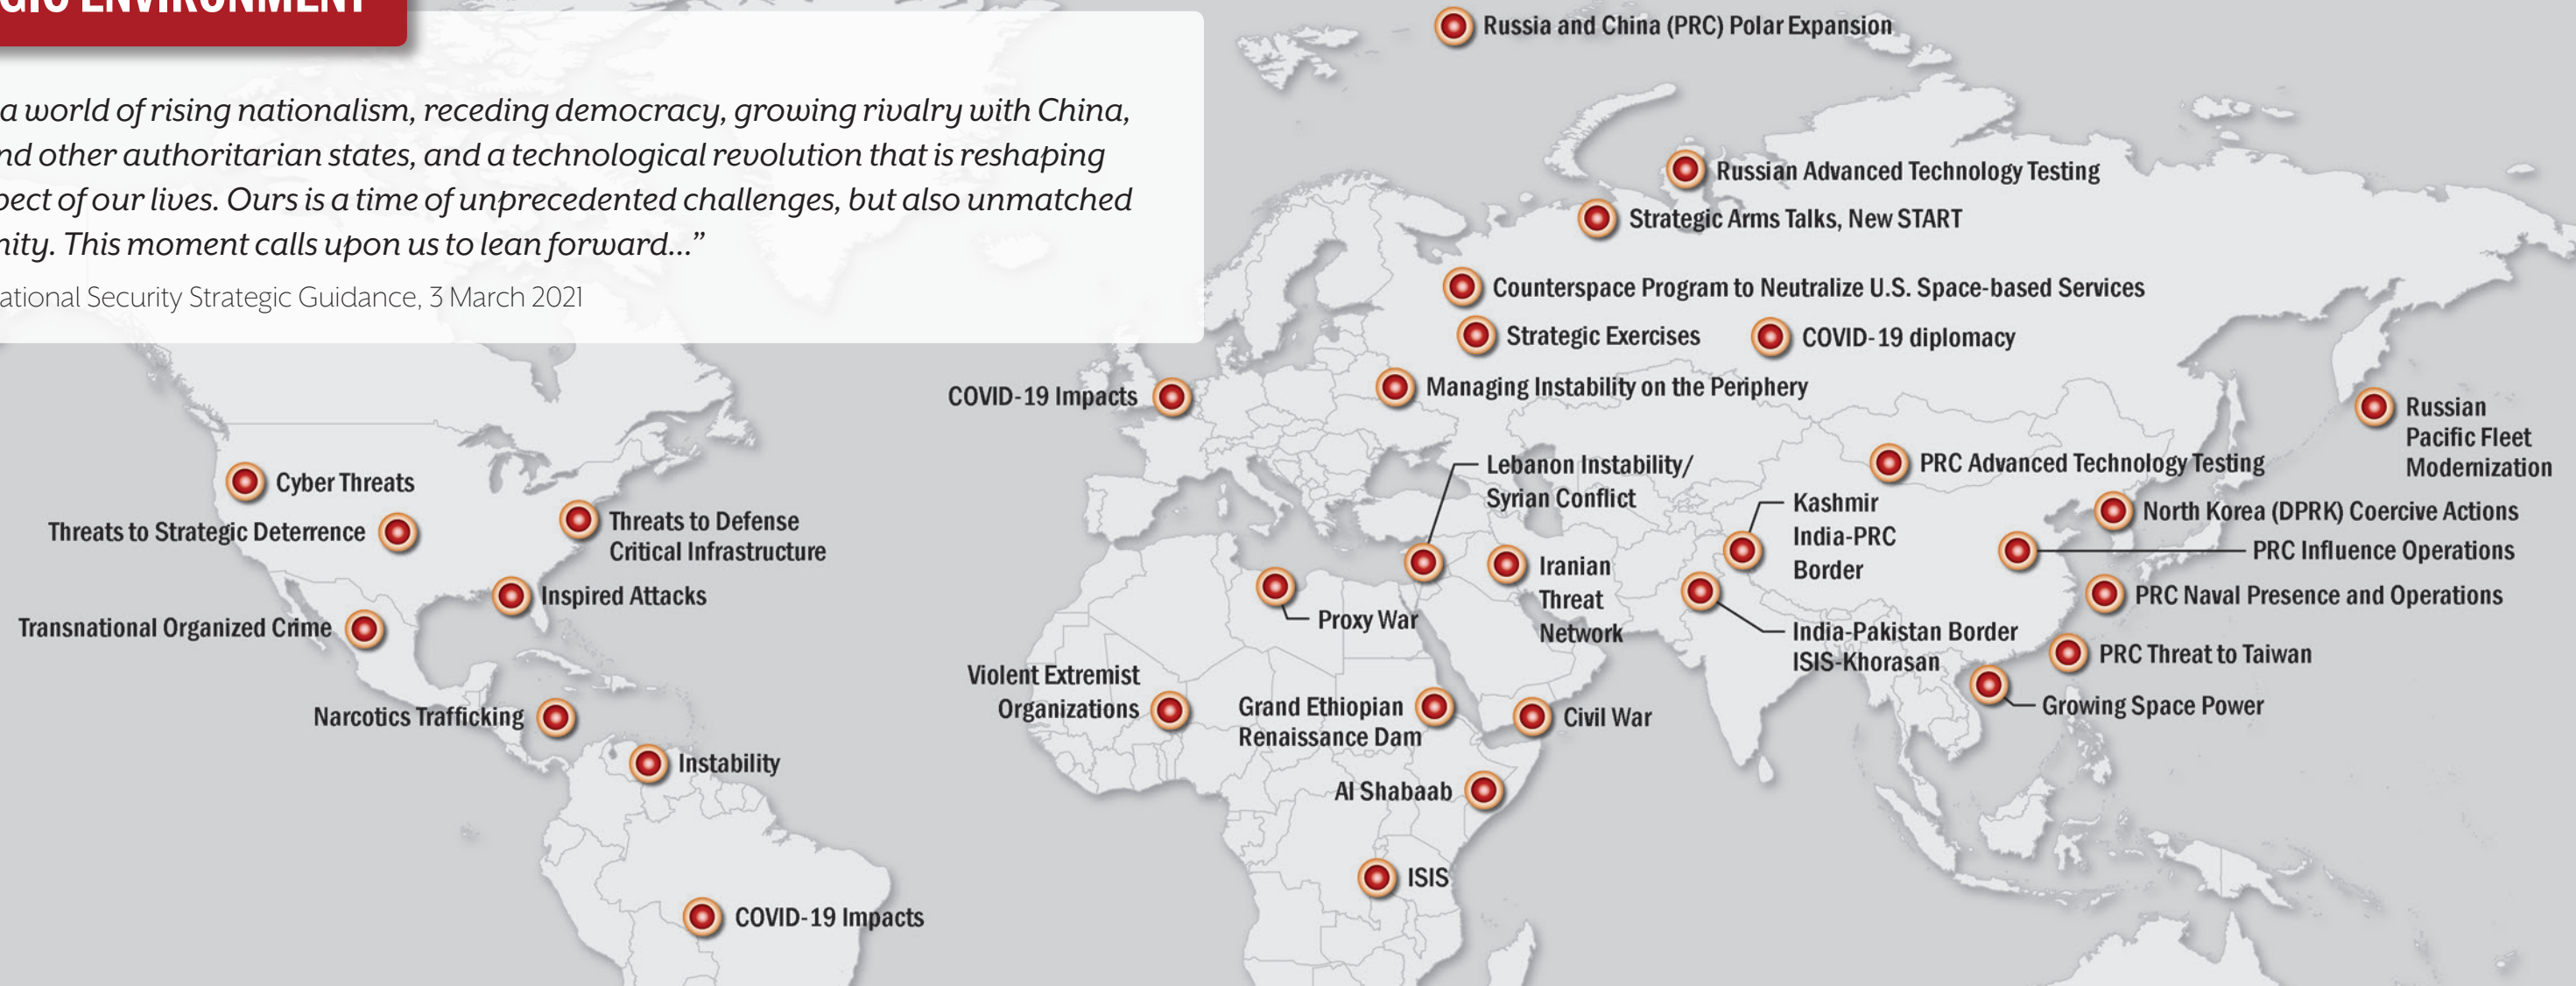 GIC ENVIRONMENT
a world of rising nationalism, receding democracy, growing rivalry with China,
nd other authoritarian states, and a technological revolution that is reshaping
pect of our lives. Ours is a time of unprecedented challenges, but also unmatched
nity. This moment calls upon us to lean forward...”
ational Security Strategic Guidance, 3 March 2021
Russia and China (PRC) Polar Expansion
Russian Advanced Technology Testing
Strategic Arms Talks, New START
Counterspace Program to Neutralize U.S. Space-based Services
Strategic Exercises
COVID-19 diplomacy
COVID-19 Impacts
Managing Instability on the Periphery
Russian
Pacific Fleet
Modernization
Cyber Threats
Threats to Strategic Deterrence
Threats to Defense
Critical Infrastructure
Inspired Attacks
Transnational Organized Crime
Narcotics Trafficking
Instability
COVID-19 Impacts
Lebanon Instability/
Syrian Conflict
Iranian
Threat
Network
Proxy War
Violent Extremist
Organizations
Grand Ethiopian
Renaissance Dam
Civil War
Al Shabaab
ISIS
PRC Advanced Technology Testing
Kashmir
India-PRC
Border
India-Pakistan Border
ISIS-Khorasan
North Korea (DPRK) Coercive Actions
PRC Influence Operations
PRC Naval Presence and Operations
PRC Threat to Taiwan
Growing Space Power